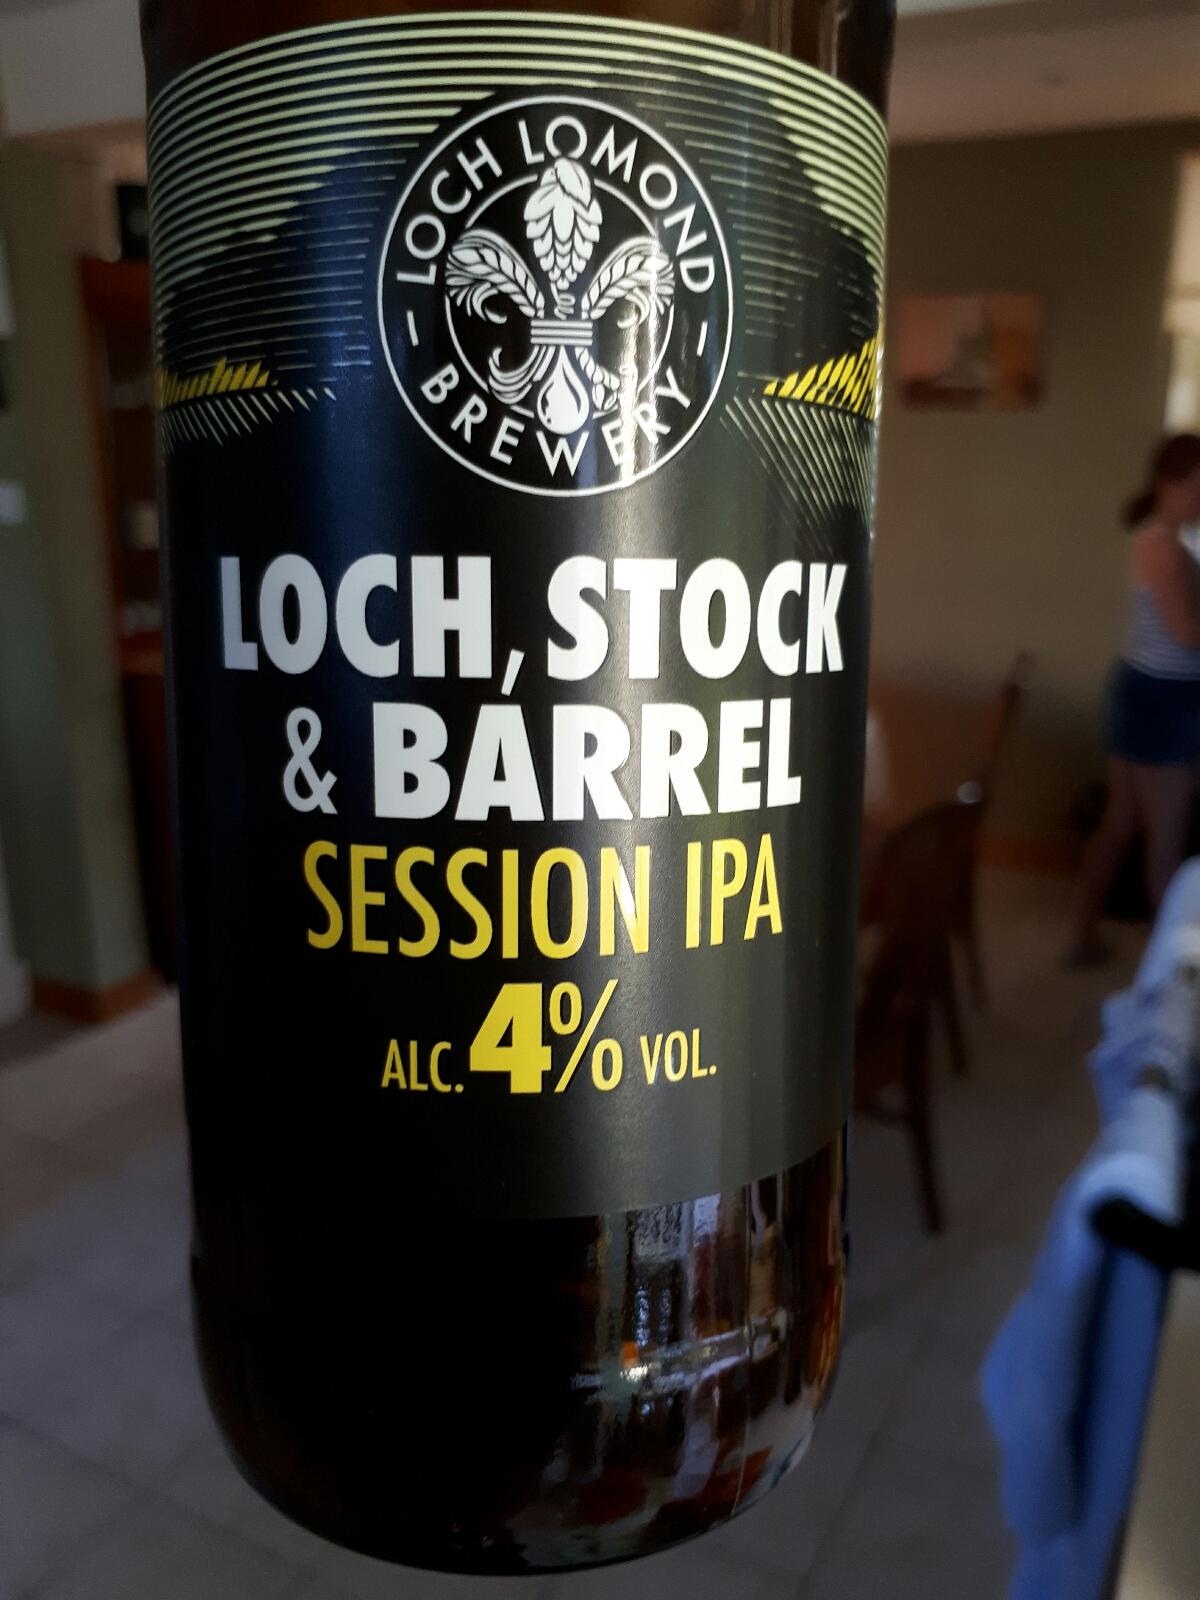 LOCH LOMOND
BREWERY
LOCH, STOCK
& BARREL
SESSION IPA
ALC. 4% VOL.